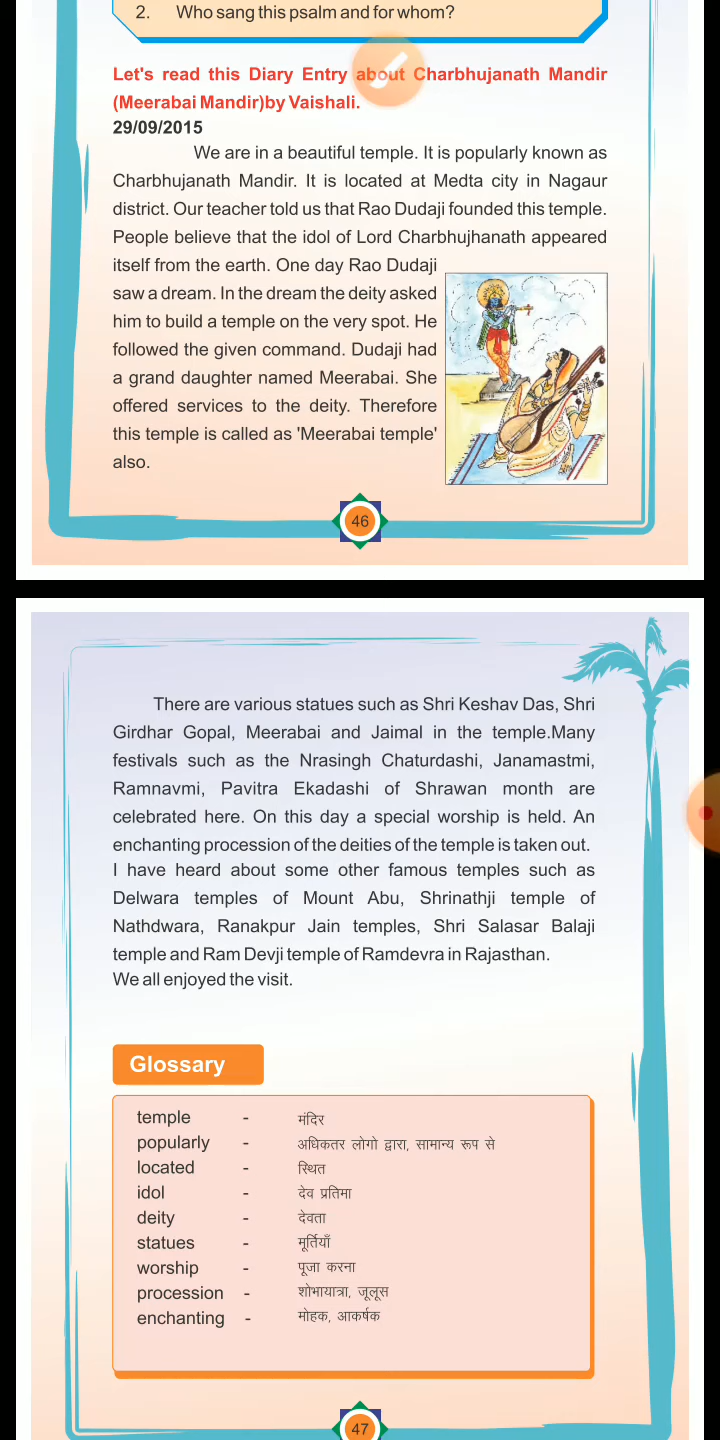 2. Who sang this psalm and for whom?
Let's read this Diary Entry about Charbhujanath Mandir
(Meerabai Mandir)by Vaishali.
29/09/2015
We are in a beautiful temple. It is popularly known as
Charbhujanath Mandir. It is located at Medta city in Nagaur
district. Our teacher told us that Rao Dudaji founded this temple.
People believe that the idol of Lord Charbhujhanath appeared
itself from the earth. One day Rao Dudaji
saw a dream. In the dream the deity asked
him to build a temple on the very spot. He
followed the given command. Dudaji had
a grand daughter named Meerabai. She
offered services to the deity. Therefore
this temple is called as 'Meerabai temple'
also.
46
There are various statues such as Shri Keshav Das, Shri
Girdhar Gopal, Meerabai and Jaimal in the temple.Many
festivals such as the Nrasingh Chaturdashi, Janamastmi,
Ramnavmi, Pavitra Ekadashi of Shrawan month are
celebrated here. On this day a special worship is held. An
enchanting procession of the deities of the temple is taken out.
I have heard about some other famous temples such as
Delwara temples of Mount Abu, Shrinathji temple of
Nathdwara, Ranakpur Jain temples, Shri Salasar Balaji
temple and Ram Devji temple of Ramdevra in Rajasthan.
We all enjoyed the visit.
Glossary
temple - मंदिर
popularly - अधिकतर लोगो द्वारा, सामान्य रूप से
located - स्थित
idol - देव प्रतिमा
deity - देवता
statues - मूर्तियाँ
worship - पूजा करना
procession - शोभायात्रा, जूलूस
enchanting - मोहक, आकर्षक
47